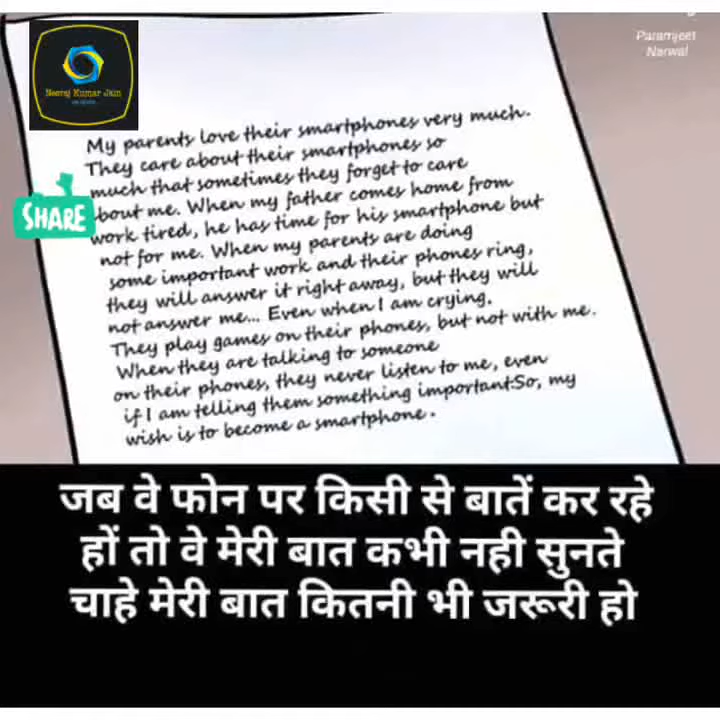 Paramjeet
Narwal
Neeraj Kumar Jain
SHARE
My parents love their smartphones very much.
They care about their smartphones so
much that sometimes they forget to care
bout me. When my father comes home from
work tired, he has time for his smartphone but
not for me. When my parents are doing
some important work and their phones ring,
they will answer it right away, but they will
not answer me... Even when I am crying.
They play games on their phones, but not with me.
When they are talking to someone
on their phones, they never listen to me, even
if I am telling them something important.So, my
wish is to become a smartphone.
जब वे फोन पर किसी से बातें कर रहे
हों तो वे मेरी बात कभी नही सुनते
चाहे मेरी बात कितनी भी जरूरी हो